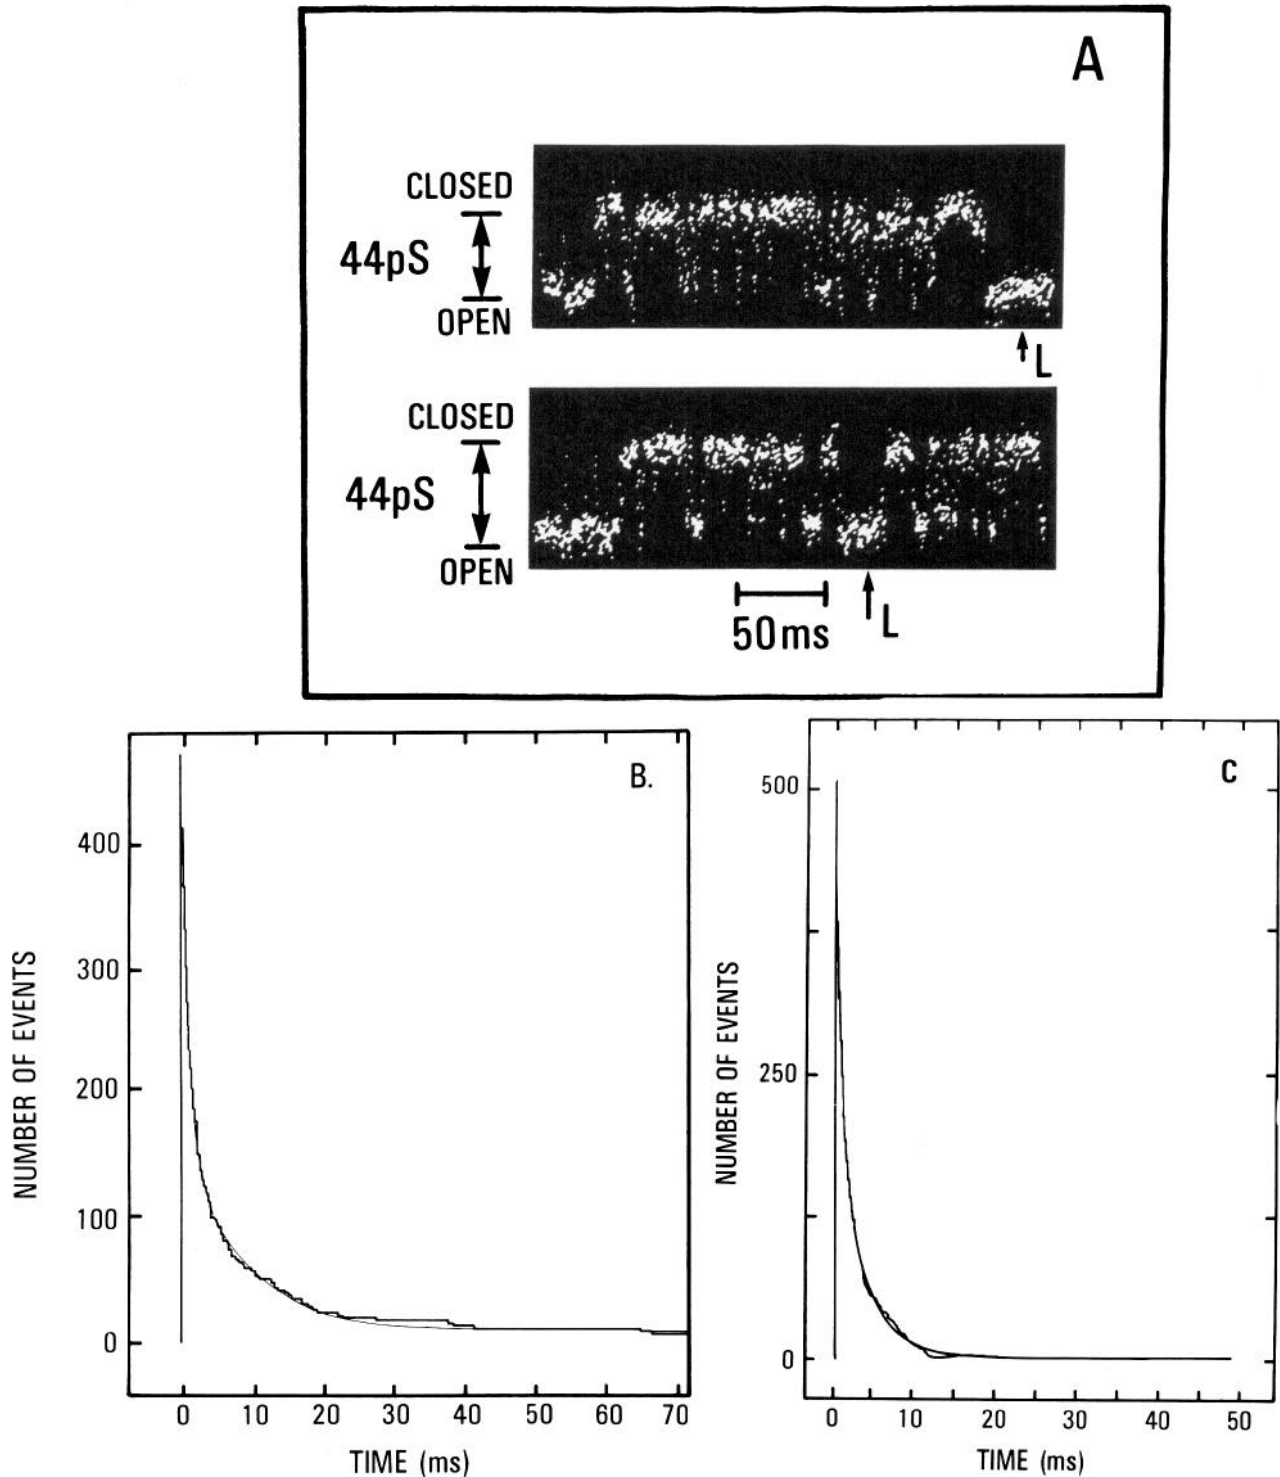 A
CLOSED
44pS
OPEN
L
CLOSED
44pS
OPEN
50ms
L
B.
400
300
200
100
0
NUMBER OF EVENTS
0 10 20 30 40 50 60 70
TIME (ms)
C
500
250
0
NUMBER OF EVENTS
0 10 20 30 40 50
TIME (ms)